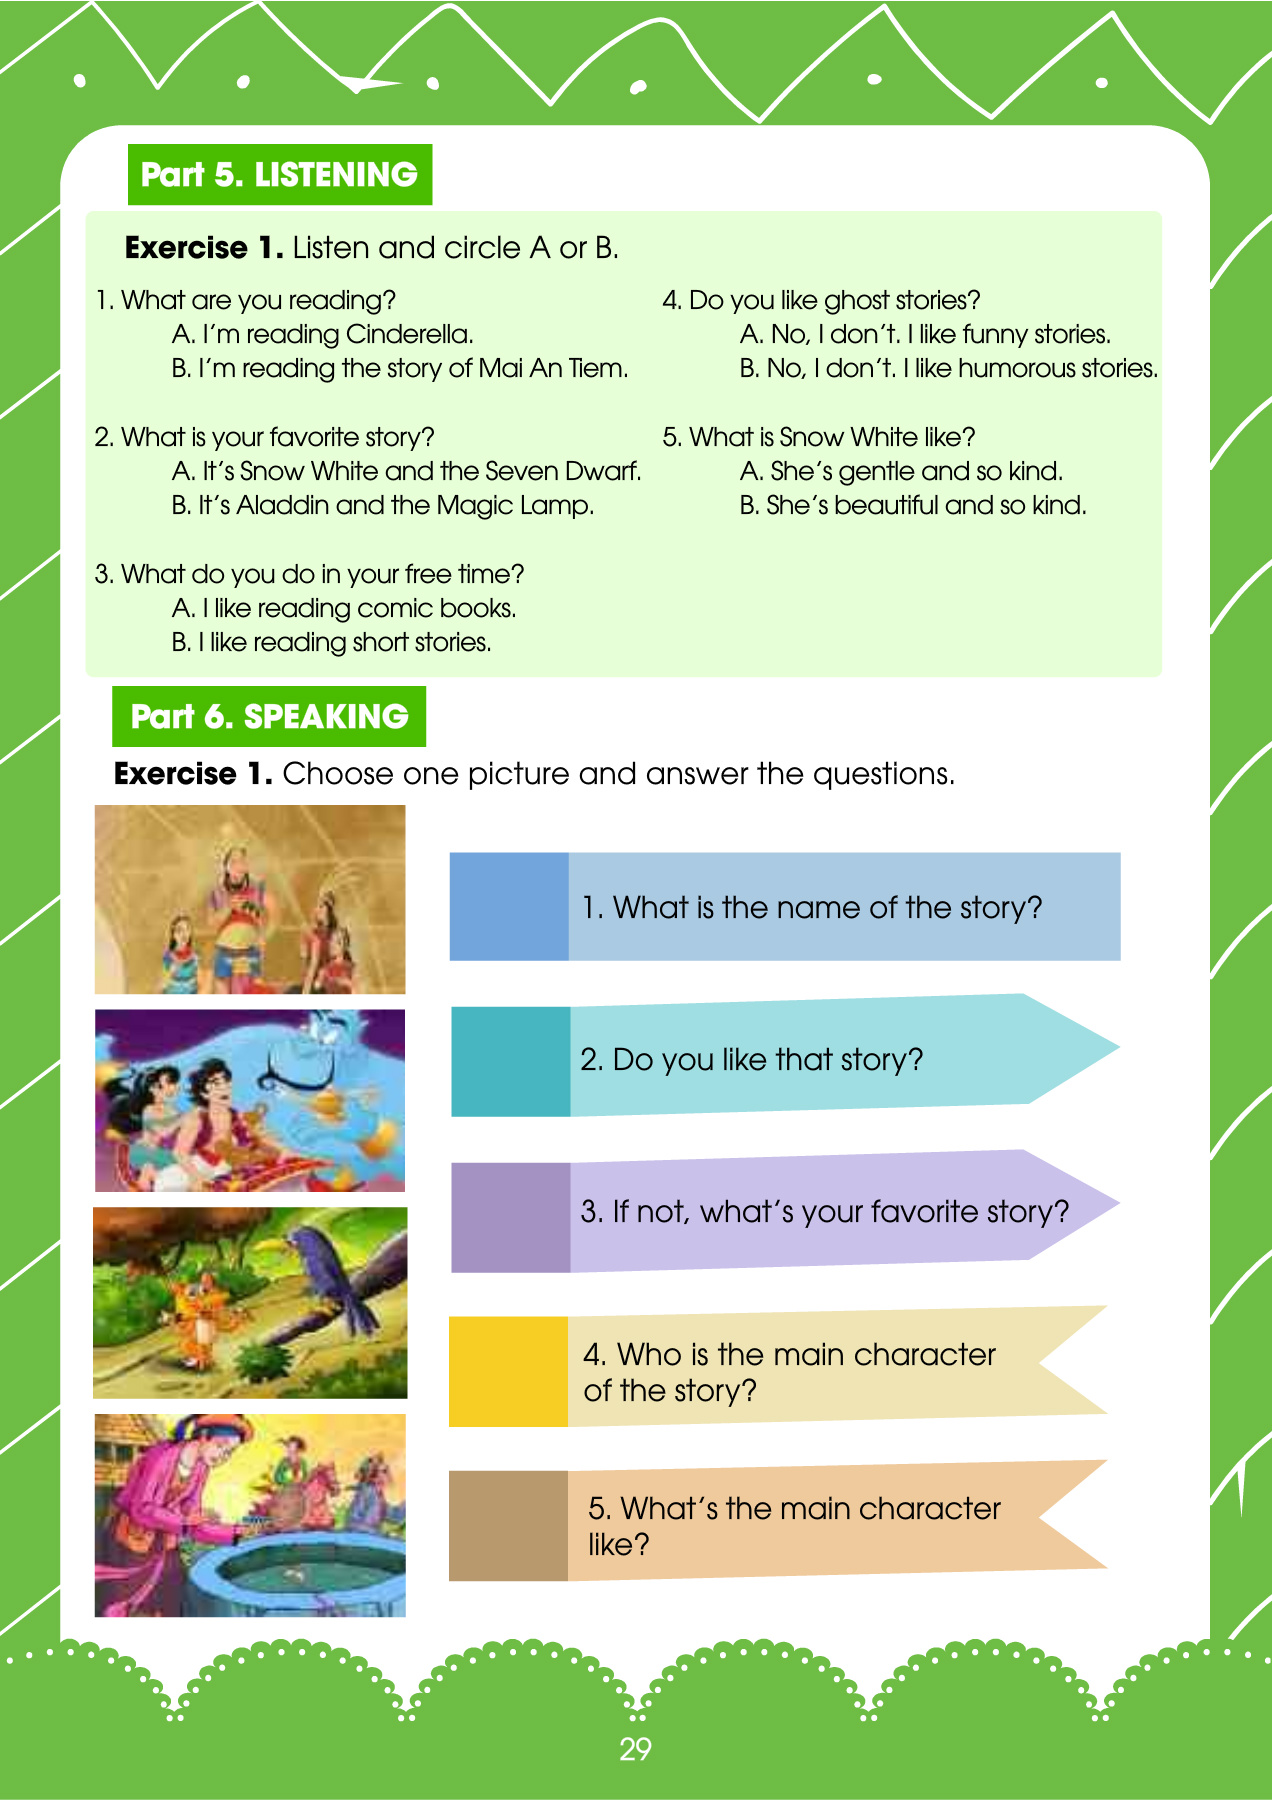 Part 5. LISTENING
Exercise 1. Listen and circle A or B.
1. What are you reading?
A. I'm reading Cinderella.
B. I'm reading the story of Mai An Tiem.
2. What is your favorite story?
A. It's Snow White and the Seven Dwarf.
B. It's Aladdin and the Magic Lamp.
3. What do you do in your free time?
A. I like reading comic books.
B. I like reading short stories.
4. Do you like ghost stories?
A. No, I don't. I like funny stories.
B. No, I don't. I like humorous stories.
5. What is Snow White like?
A. She's gentle and so kind.
B. She's beautiful and so kind.
Part 6. SPEAKING
Exercise 1. Choose one picture and answer the questions.
1. What is the name of the story?
2. Do you like that story?
3. If not, what's your favorite story?
4. Who is the main character
of the story?
5. What's the main character
like?
29